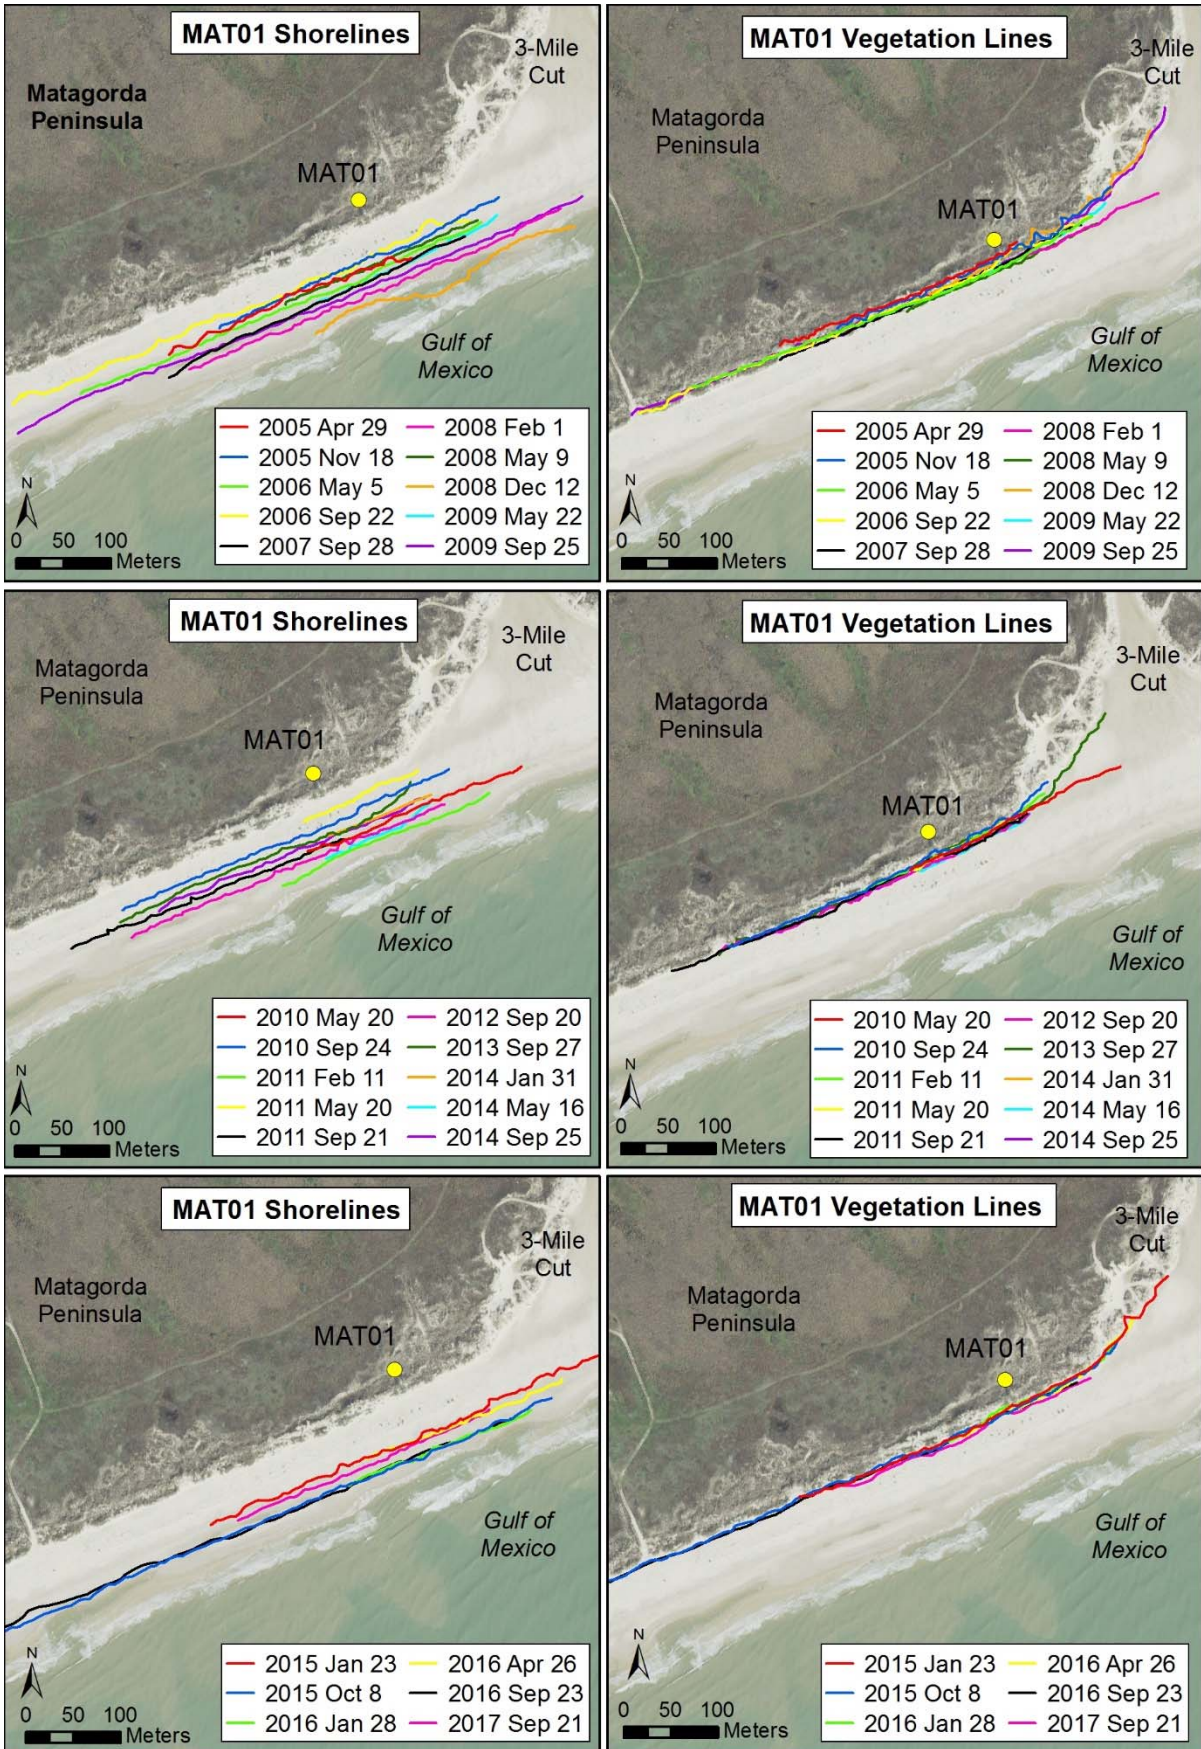 MAT01 Shorelines
3-Mile
Cut
Matagorda
Peninsula
MAT01
Gulf of
Mexico
2005 Apr 29
2008 Feb 1
2005 Nov 18
2008 May 9
2006 May 5
2008 Dec 12
2006 Sep 22
2009 May 22
2007 Sep 28
2009 Sep 25
N
0 50 100
Meters
MAT01 Vegetation Lines
3-Mile
Cut
Matagorda
Peninsula
MAT01
Gulf of
Mexico
2005 Apr 29
2008 Feb 1
2005 Nov 18
2008 May 9
2006 May 5
2008 Dec 12
2006 Sep 22
2009 May 22
2007 Sep 28
2009 Sep 25
N
0 50 100
Meters
MAT01 Shorelines
3-Mile
Cut
Matagorda
Peninsula
MAT01
Gulf of
Mexico
2010 May 20
2012 Sep 20
2010 Sep 24
2013 Sep 27
2011 Feb 11
2014 Jan 31
2011 May 20
2014 May 16
2011 Sep 21
2014 Sep 25
N
0 50 100
Meters
MAT01 Vegetation Lines
3-Mile
Cut
Matagorda
Peninsula
MAT01
Gulf of
Mexico
2010 May 20
2012 Sep 20
2010 Sep 24
2013 Sep 27
2011 Feb 11
2014 Jan 31
2011 May 20
2014 May 16
2011 Sep 21
2014 Sep 25
N
0 50 100
Meters
MAT01 Shorelines
3-Mile
Cut
Matagorda
Peninsula
MAT01
Gulf of
Mexico
2015 Jan 23
2016 Apr 26
2015 Oct 8
2016 Sep 23
2016 Jan 28
2017 Sep 21
N
0 50 100
Meters
MAT01 Vegetation Lines
3-Mile
Cut
Matagorda
Peninsula
MAT01
Gulf of
Mexico
2015 Jan 23
2016 Apr 26
2015 Oct 8
2016 Sep 23
2016 Jan 28
2017 Sep 21
N
0 50 100
Meters